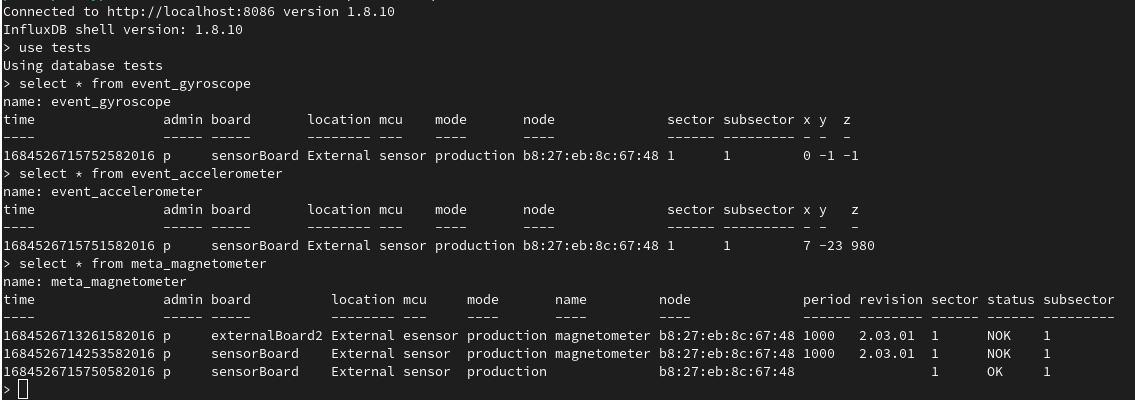 Connected to http://localhost:8086 version 1.8.10
InfluxDB shell version: 1.8.10
> use tests
Using database tests
> select * from event_gyroscope
name: event_gyroscope
time                admin board       location mcu    mode       node              sector subsector x y  z
----                ----- -----       -------- ---    ----       ----              ------ --------- - -  -
1684526715752582016 p     sensorBoard External sensor production b8:27:eb:8c:67:48 1      1         0 -1 -1
> select * from event_accelerometer
name: event_accelerometer
time                admin board       location mcu    mode       node              sector subsector x y   z
----                ----- -----       -------- ---    ----       ----              ------ --------- - -   -
1684526715751582016 p     sensorBoard External sensor production b8:27:eb:8c:67:48 1      1         7 -23 980
> select * from meta_magnetometer
name: meta_magnetometer
time                admin board          location mcu     mode       name         node              period revision sector status subsector
----                ----- -----          -------- ---     ----       ----         ----              ------ -------- ------ ------ ---------
1684526713261582016 p     externalBoard2 External esensor production magnetometer b8:27:eb:8c:67:48 1000   2.03.01  1      NOK    1
1684526714253582016 p     sensorBoard    External sensor  production magnetometer b8:27:eb:8c:67:48 1000   2.03.01  1      NOK    1
1684526715750582016 p     sensorBoard    External sensor  production              b8:27:eb:8c:67:48                 1      OK     1
>